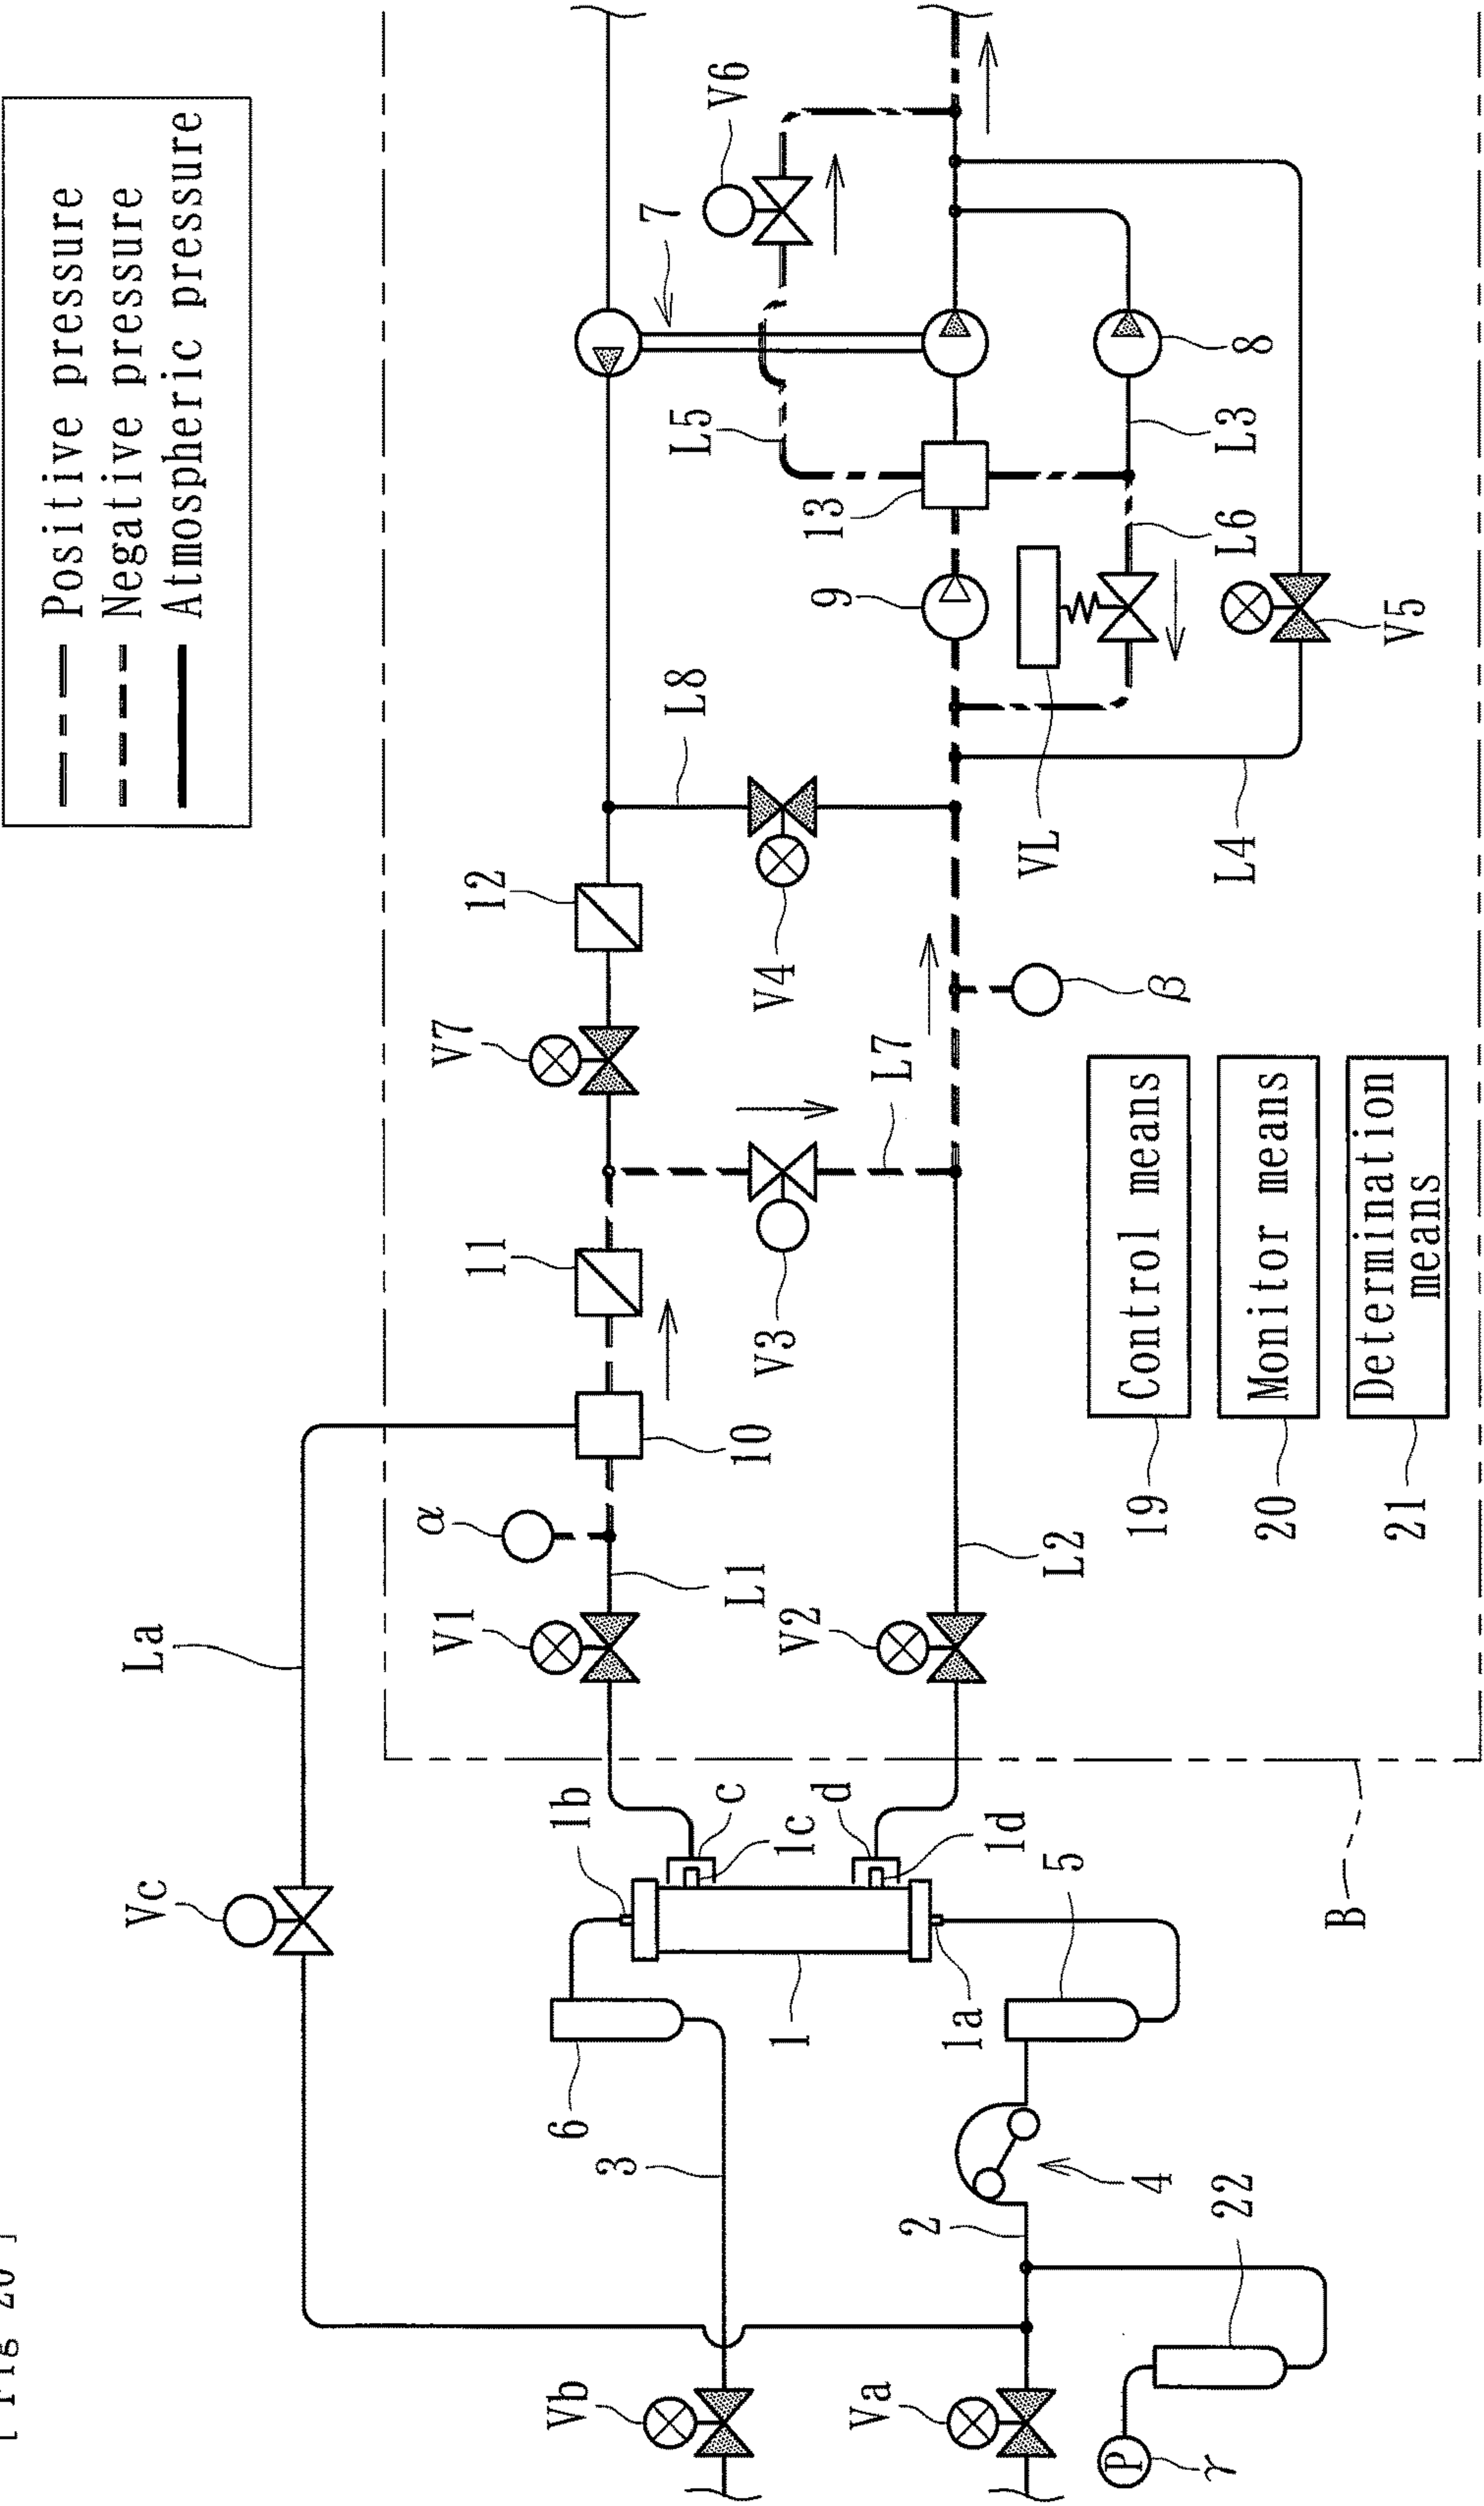 [ Fig 20 ]
Positive pressure
Negative pressure
Atmospheric pressure
La
Vc
V1
α
10
11
V7
12
L8
7
V6
L5
13
9
V4
V3
L7
L1
V2
L2
β
VL
L3
8
L6
V5
L4
19
Control means
20
Monitor means
21
Determination
means
B
1b
c
1c
d
1d
1
1a
5
6
3
4
2
22
Vb
Va
P
γ